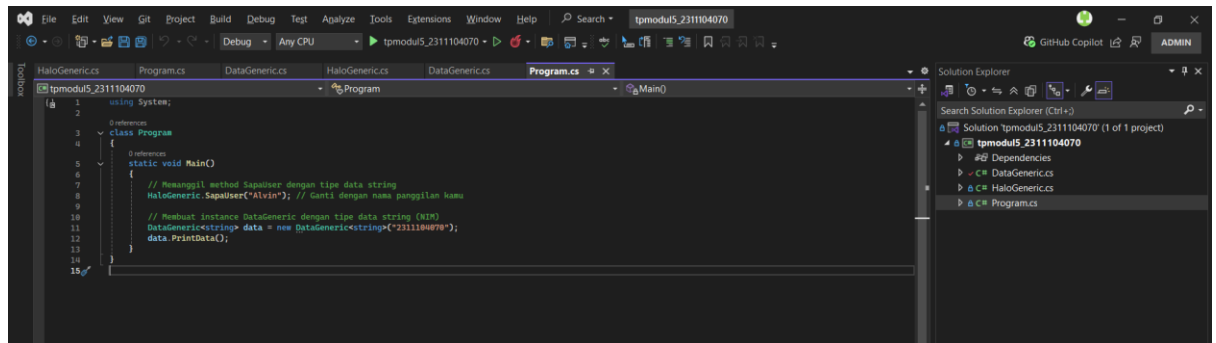 File Edit View Git Project Build Debug Test Analyze Tools Extensions Window Help Search tpmodul5_2311104070
Debug Any CPU tpmodul5_2311104070 GitHub Copilot ADMIN
Toolbox
HaloGeneric.cs Program.cs DataGeneric.cs HaloGeneric.cs DataGeneric.cs Program.cs
tpmodul5_2311104070 Program Main()
1 using System;
2
0 references
3 class Program
4 {
0 references
5 static void Main()
6 {
7 // Memanggil method SapaUser dengan tipe data string
8 HaloGeneric.SapaUser("Alvin"); // Ganti dengan nama panggilan kamu
9
10 // Membuat instance DataGeneric dengan tipe data string (NIM)
11 DataGeneric<string> data = new DataGeneric<string>("2311104070");
12 data.PrintData();
13 }
14 }
15
Solution Explorer
Search Solution Explorer (Ctrl+;)
Solution 'tpmodul5_2311104070' (1 of 1 project)
tpmodul5_2311104070
Dependencies
C# DataGeneric.cs
C# HaloGeneric.cs
C# Program.cs